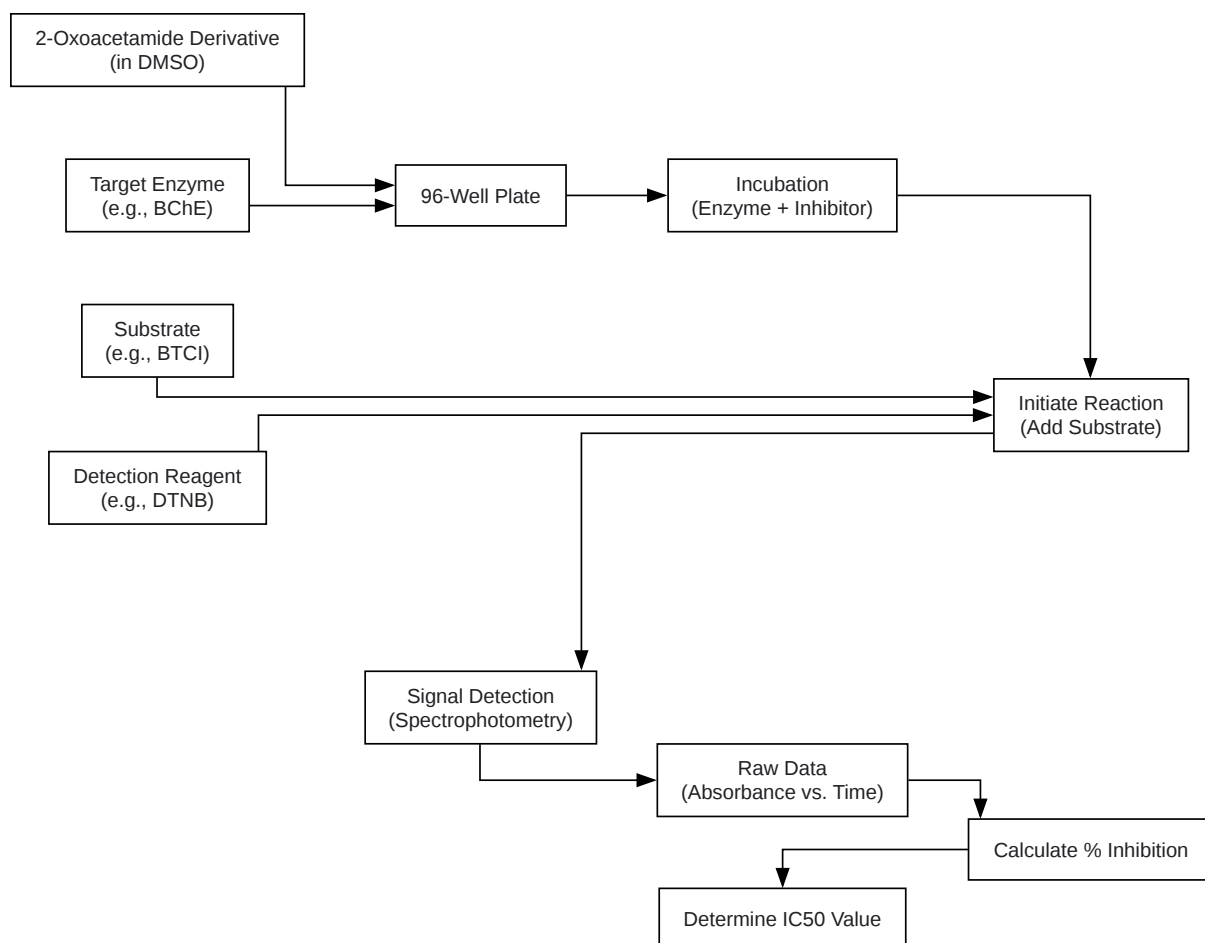 2-Oxoacetamide Derivative
(in DMSO)
Target Enzyme
(e.g., BChE)
96-Well Plate
Incubation
(Enzyme + Inhibitor)
Substrate
(e.g., BTCI)
Initiate Reaction
(Add Substrate)
Detection Reagent
(e.g., DTNB)
Signal Detection
(Spectrophotometry)
Raw Data
(Absorbance vs. Time)
Calculate % Inhibition
Determine IC50 Value